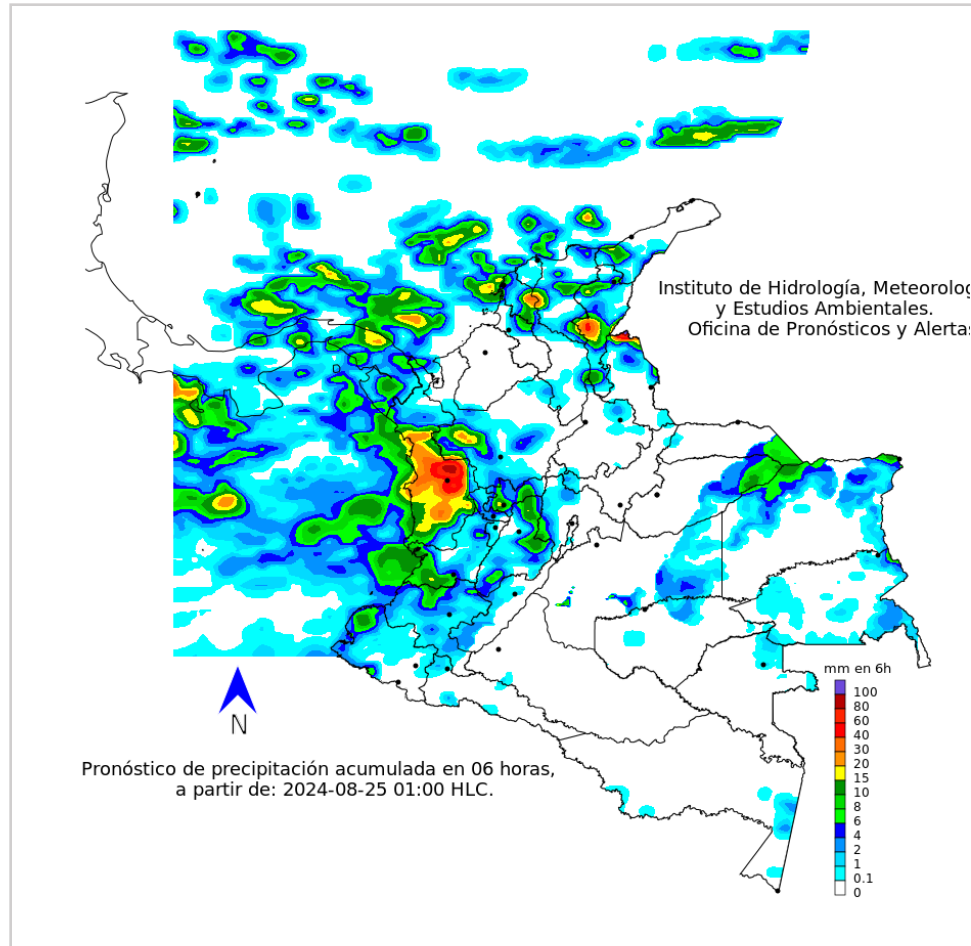 Instituto de Hidrología, Meteorolog
y Estudios Ambientales.
Oficina de Pronósticos y Alertas
mm en 6h
100
80
60
40
30
20
15
10
8
6
4
2
1
0.1
0
N
Pronóstico de precipitación acumulada en 06 horas,
a partir de: 2024-08-25 01:00 HLC.